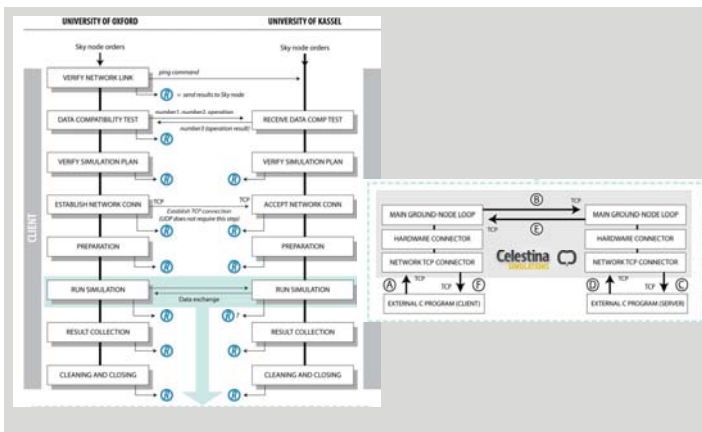 UNIVERSITY OF OXFORD
UNIVERSITY OF KASSEL
Sky node orders
Sky node orders
VERIFY NETWORK LINK
ping command
R = send results to Sky node
DATA COMPATIBILITY TEST
number1, number2, operation
number3 (operation result)
RECEIVE DATA COMP TEST
R
VERIFY SIMULATION PLAN
VERIFY SIMULATION PLAN
R
R
ESTABLISH NETWORK CONN
TCP
TCP
ACCEPT NETWORK CONN
Establish TCP connection
(UDP does not require this step)
R
R
PREPARATION
PREPARATION
R
R
RUN SIMULATION
RUN SIMULATION
Data exchange
R
R ?
RESULT COLLECTION
RESULT COLLECTION
R
R
CLEANING AND CLOSING
CLEANING AND CLOSING
R
R
CLIENT
B
TCP
MAIN GROUND-NODE LOOP
MAIN GROUND-NODE LOOP
TCP
E
HARDWARE CONNECTOR
HARDWARE CONNECTOR
Celestina
SIMULATIONS
NETWORK TCP CONNECTOR
NETWORK TCP CONNECTOR
A
TCP
TCP
F
D
TCP
TCP
C
EXTERNAL C PROGRAM (CLIENT)
EXTERNAL C PROGRAM (SERVER)